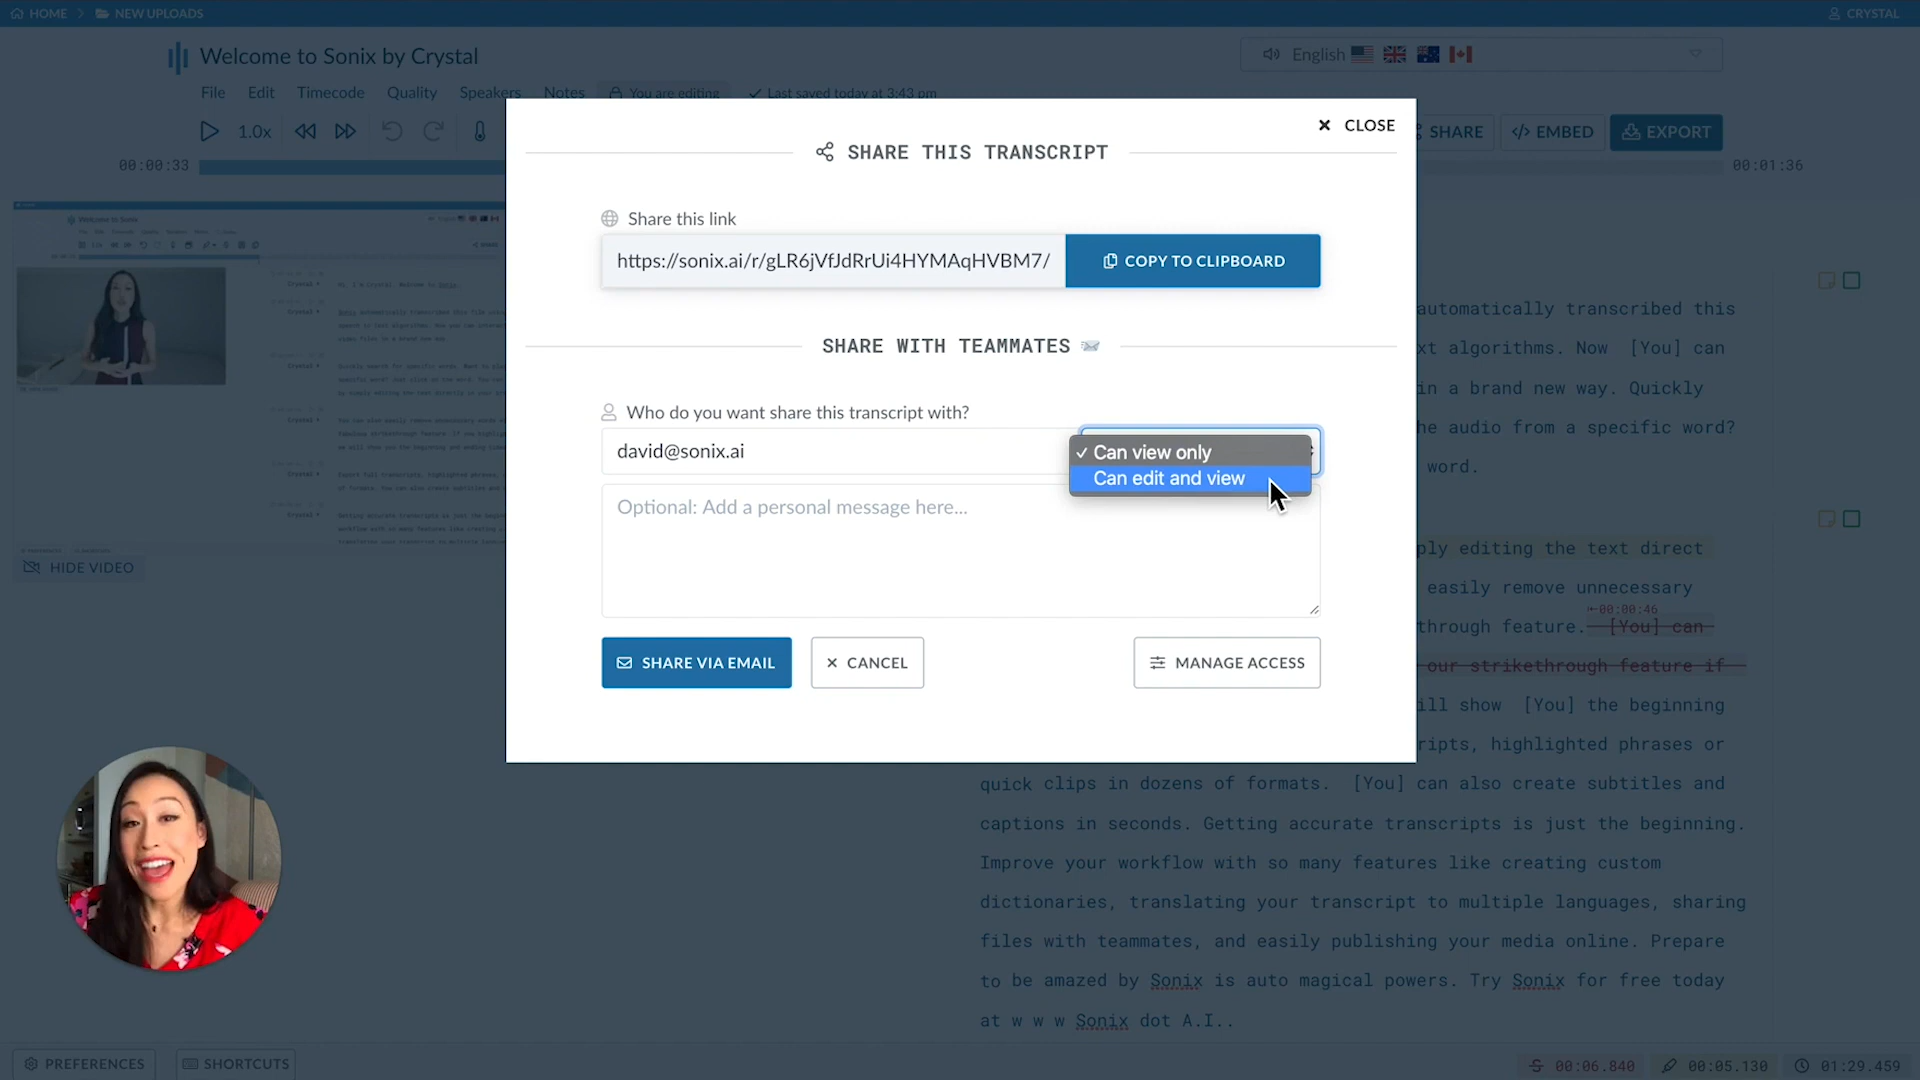 HOME > NEW UPLOADS
CRYSTAL
Welcome to Sonix by Crystal
English
File Edit Timecode Quality Speakers Notes You are editing Last saved today at 3:43 pm
1.0x
SHARE EMBED EXPORT
00:00:33
00:01:36
× CLOSE
SHARE THIS TRANSCRIPT
Share this link
https://sonix.ai/r/gLR6jVfJdRrUi4HYMAqHVBM7/
COPY TO CLIPBOARD
SHARE WITH TEAMMATES
Who do you want share this transcript with?
david@sonix.ai
✓ Can view only
Can edit and view
Optional: Add a personal message here...
SHARE VIA EMAIL
× CANCEL
MANAGE ACCESS
Welcome to Sonix
HIDE VIDEO
automatically transcribed this
xt algorithms. Now [You] can
in a brand new way. Quickly
he audio from a specific word?
word.
ply editing the text direct
easily remove unnecessary
00:00:46
through feature. [You] can
our strikethrough feature if
ill show [You] the beginning
ripts, highlighted phrases or
quick clips in dozens of formats. [You] can also create subtitles and
captions in seconds. Getting accurate transcripts is just the beginning.
Improve your workflow with so many features like creating custom
dictionaries, translating your transcript to multiple languages, sharing
files with teammates, and easily publishing your media online. Prepare
to be amazed by Sonix is auto magical powers. Try Sonix for free today
at w w w Sonix dot A.I..
PREFERENCES SHORTCUTS
00:06.840 00:05.130 01:29.459